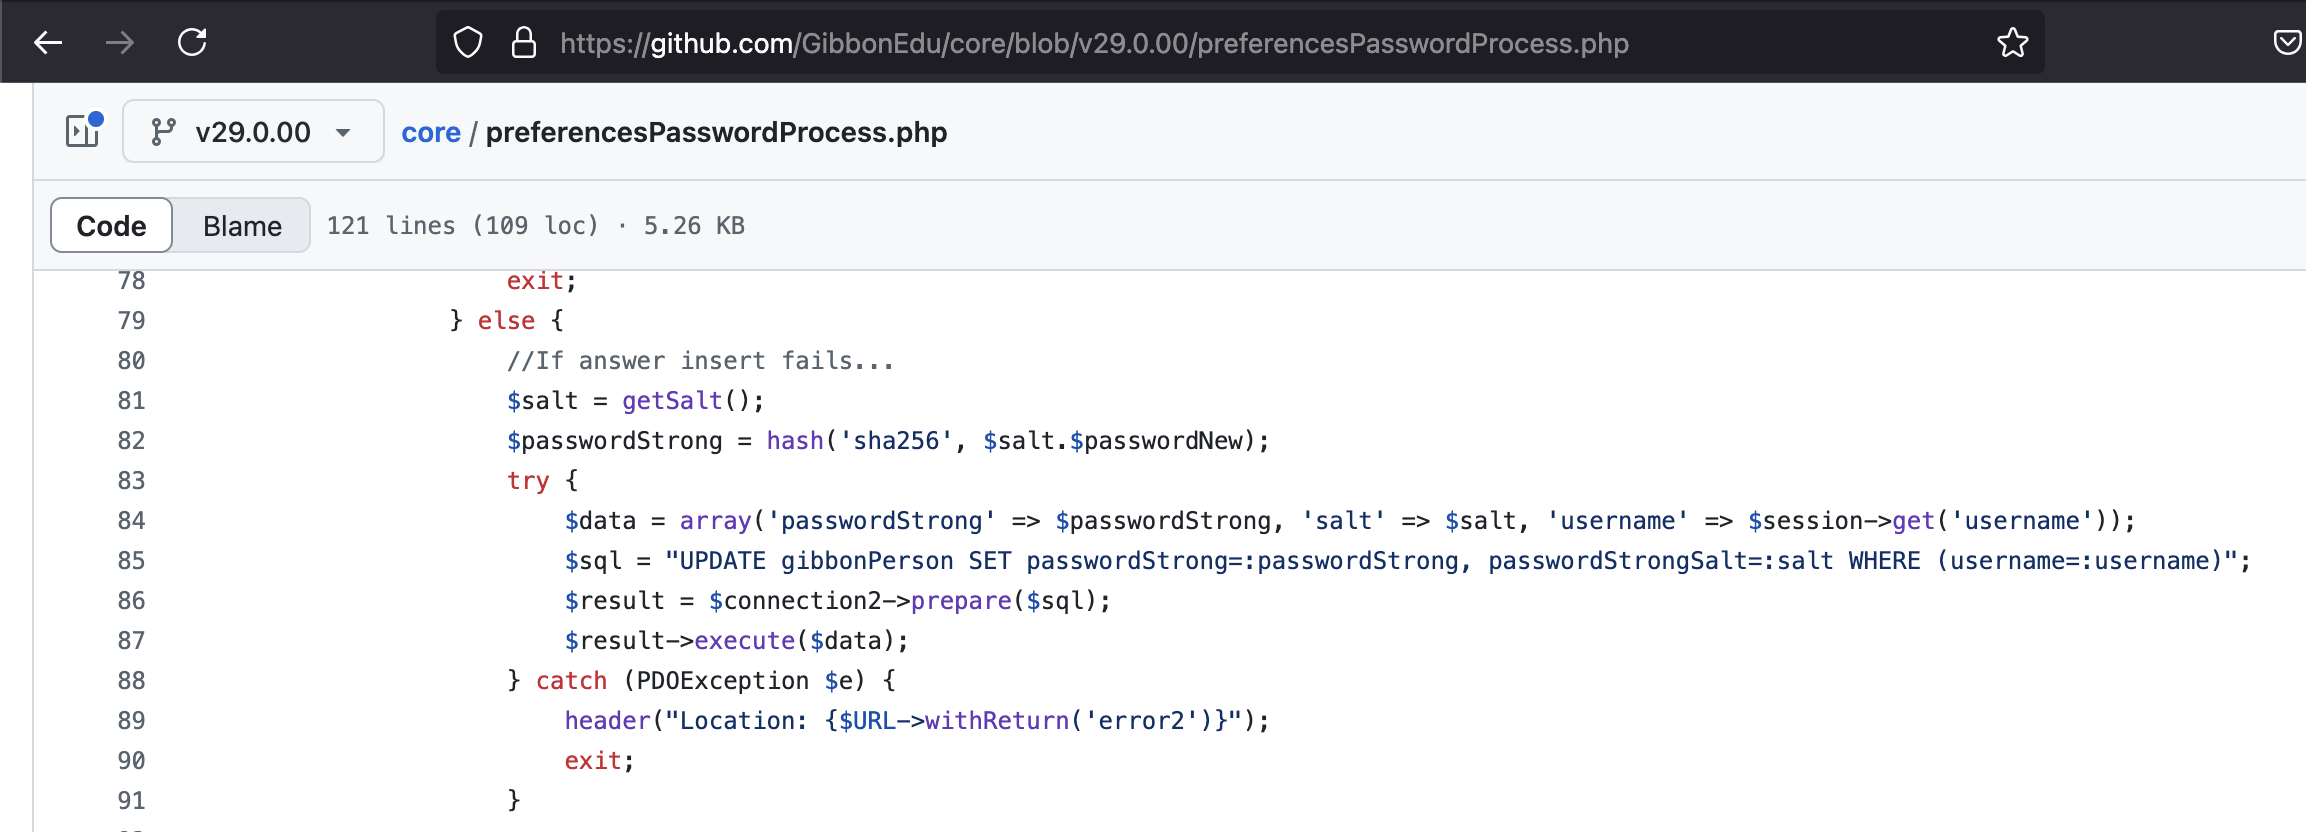 https://github.com/GibbonEdu/core/blob/v29.0.00/preferencesPasswordProcess.php
v29.0.00 core / preferencesPasswordProcess.php
Code Blame 121 lines (109 loc) · 5.26 KB
78 exit;
79 } else {
80 //If answer insert fails...
81 $salt = getSalt();
82 $passwordStrong = hash('sha256', $salt.$passwordNew);
83 try {
84 $data = array('passwordStrong' => $passwordStrong, 'salt' => $salt, 'username' => $session->get('username'));
85 $sql = "UPDATE gibbonPerson SET passwordStrong=:passwordStrong, passwordStrongSalt=:salt WHERE (username=:username)";
86 $result = $connection2->prepare($sql);
87 $result->execute($data);
88 } catch (PDOException $e) {
89 header("Location: {$URL->withReturn('error2')}");
90 exit;
91 }